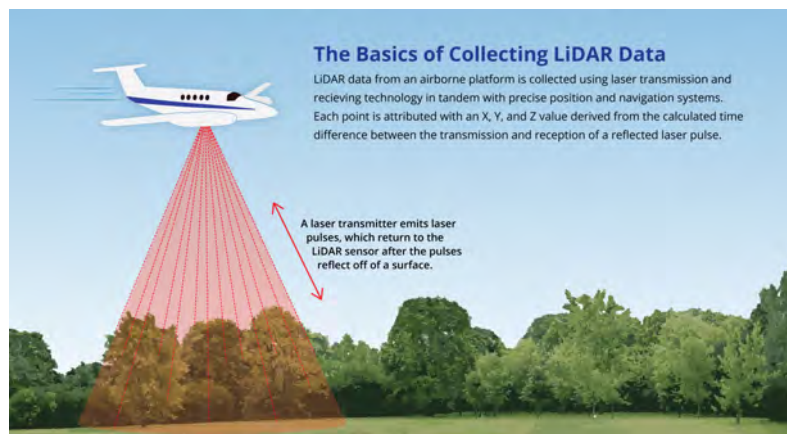 The Basics of Collecting LiDAR Data
LiDAR data from an airborne platform is collected using laser transmission and
recieving technology in tandem with precise position and navigation systems.
Each point is attributed with an X, Y, and Z value derived from the calculated time
difference between the transmission and reception of a reflected laser pulse.
A laser transmitter emits laser
pulses, which return to the
LiDAR sensor after the pulses
reflect off of a surface.